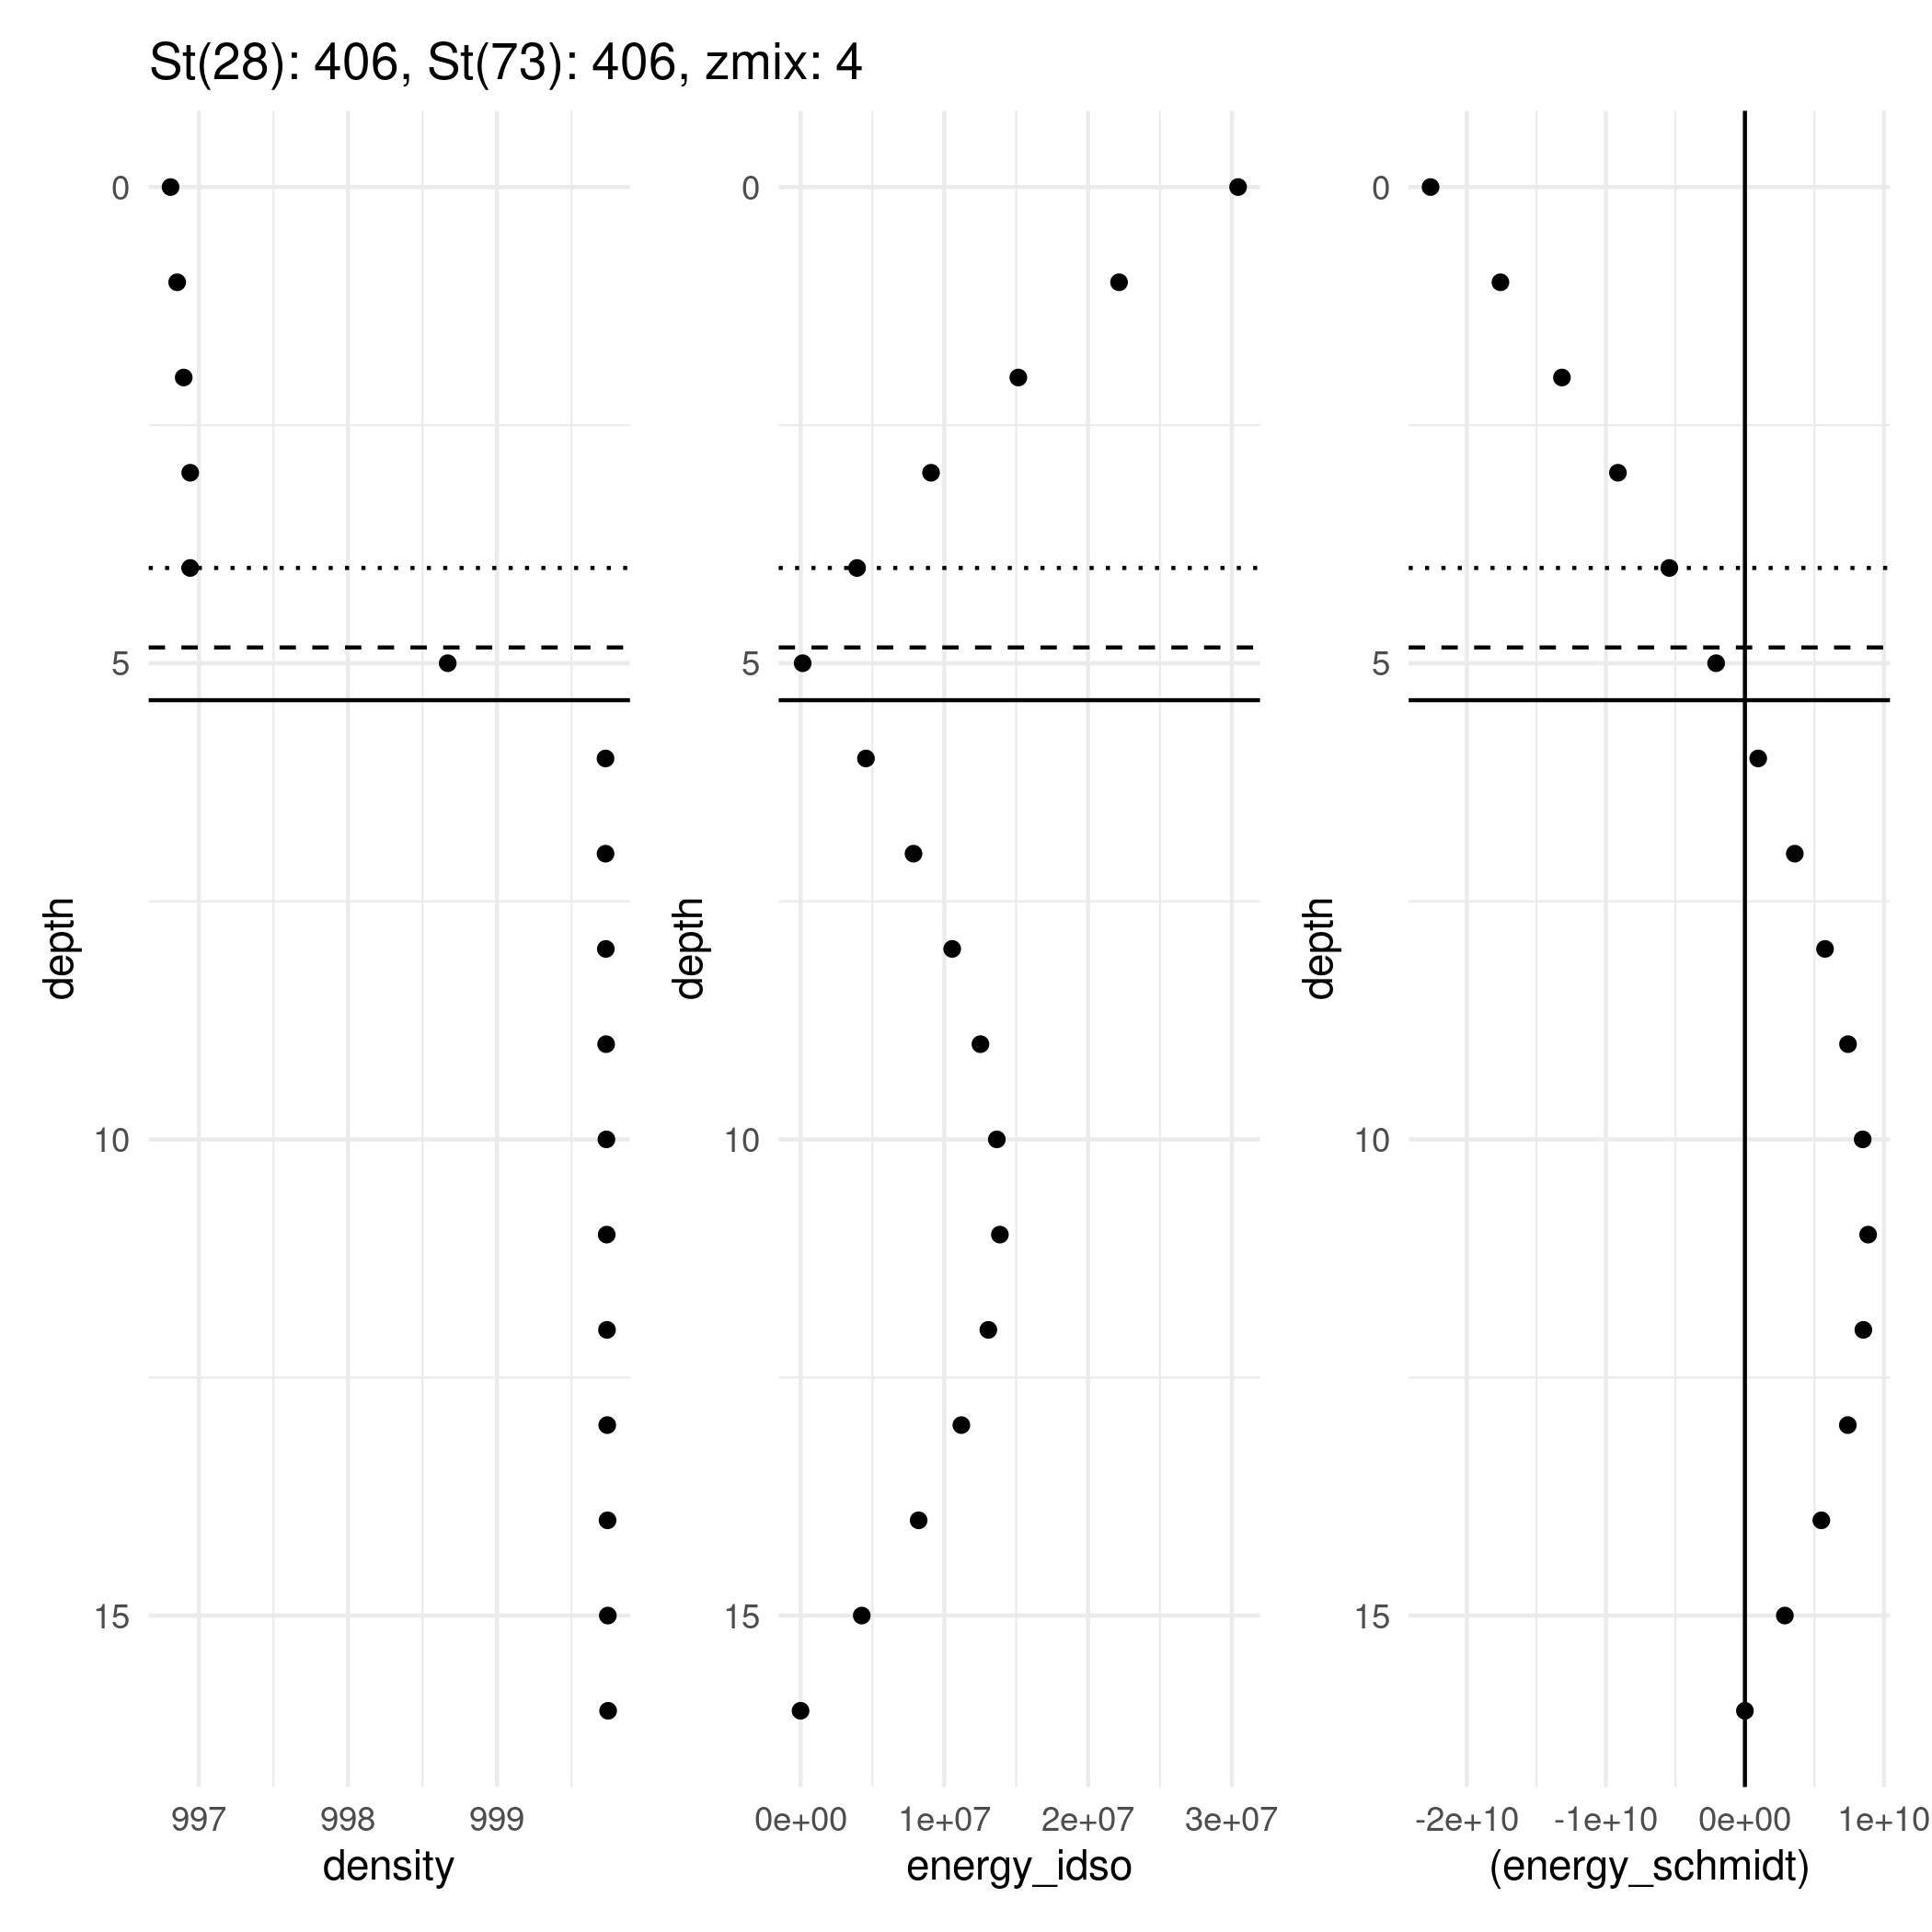 St(28): 406, St(73): 406, zmix: 4
0
5
10
15
depth
997 998 999
density
0
5
10
15
depth
0e+00 1e+07 2e+07 3e+07
energy_idso
0
5
10
15
depth
-2e+10 -1e+10 0e+00 1e+10
(energy_schmidt)